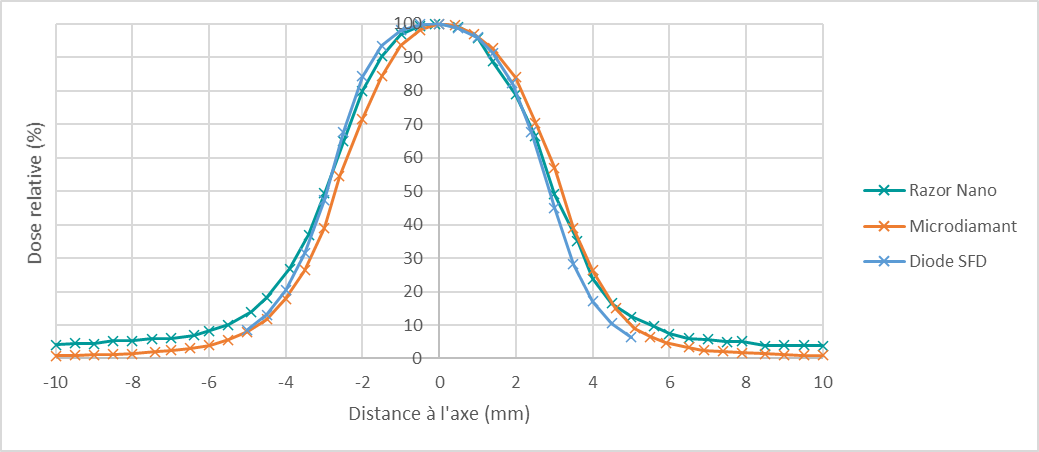 100
90
80
70
60
50
40
30
20
10
0
-10 -8 -6 -4 -2 0 2 4 6 8 10
Dose relative (%)
Distance à l'axe (mm)
Razor Nano
Microdiamant
Diode SFD